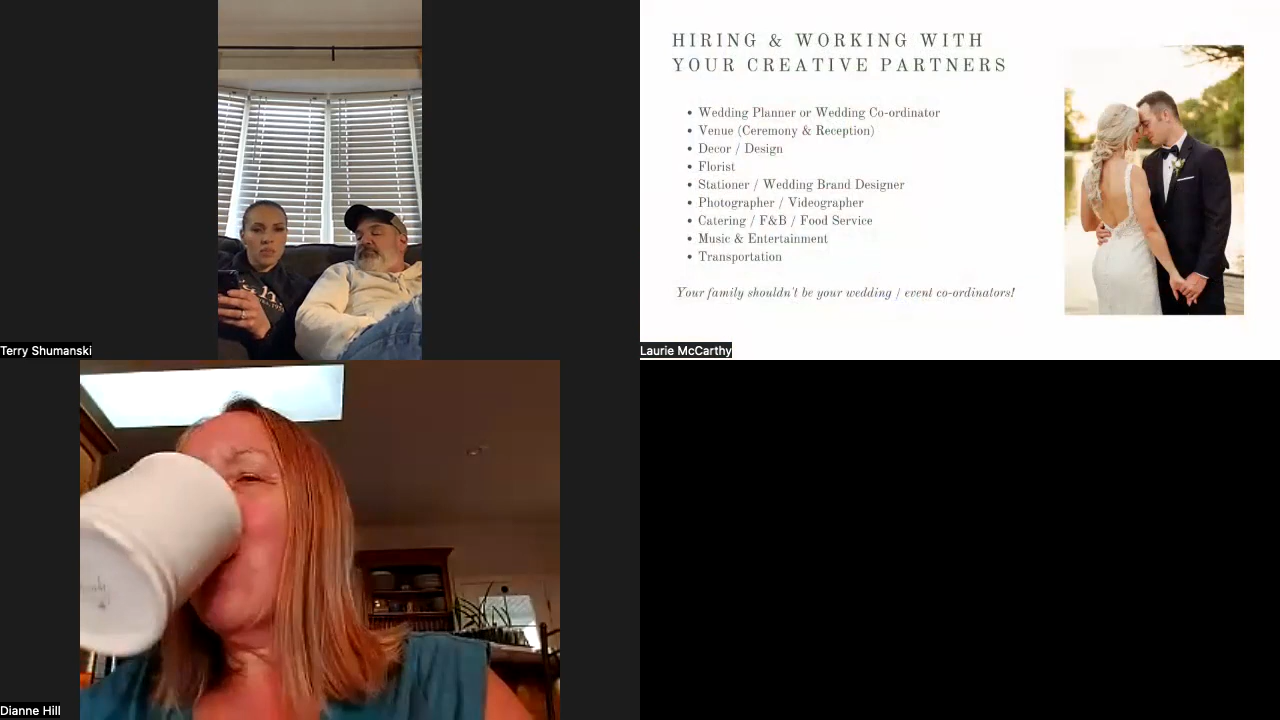 HIRING & WORKING WITH
YOUR CREATIVE PARTNERS
• Wedding Planner or Wedding Co-ordinator
• Venue (Ceremony & Reception)
• Decor / Design
• Florist
• Stationer / Wedding Brand Designer
• Photographer / Videographer
• Catering / F&B / Food Service
• Music & Entertainment
• Transportation
Your family shouldn't be your wedding / event co-ordinators!
Terry Shumanski
Laurie McCarthy
Dianne Hill